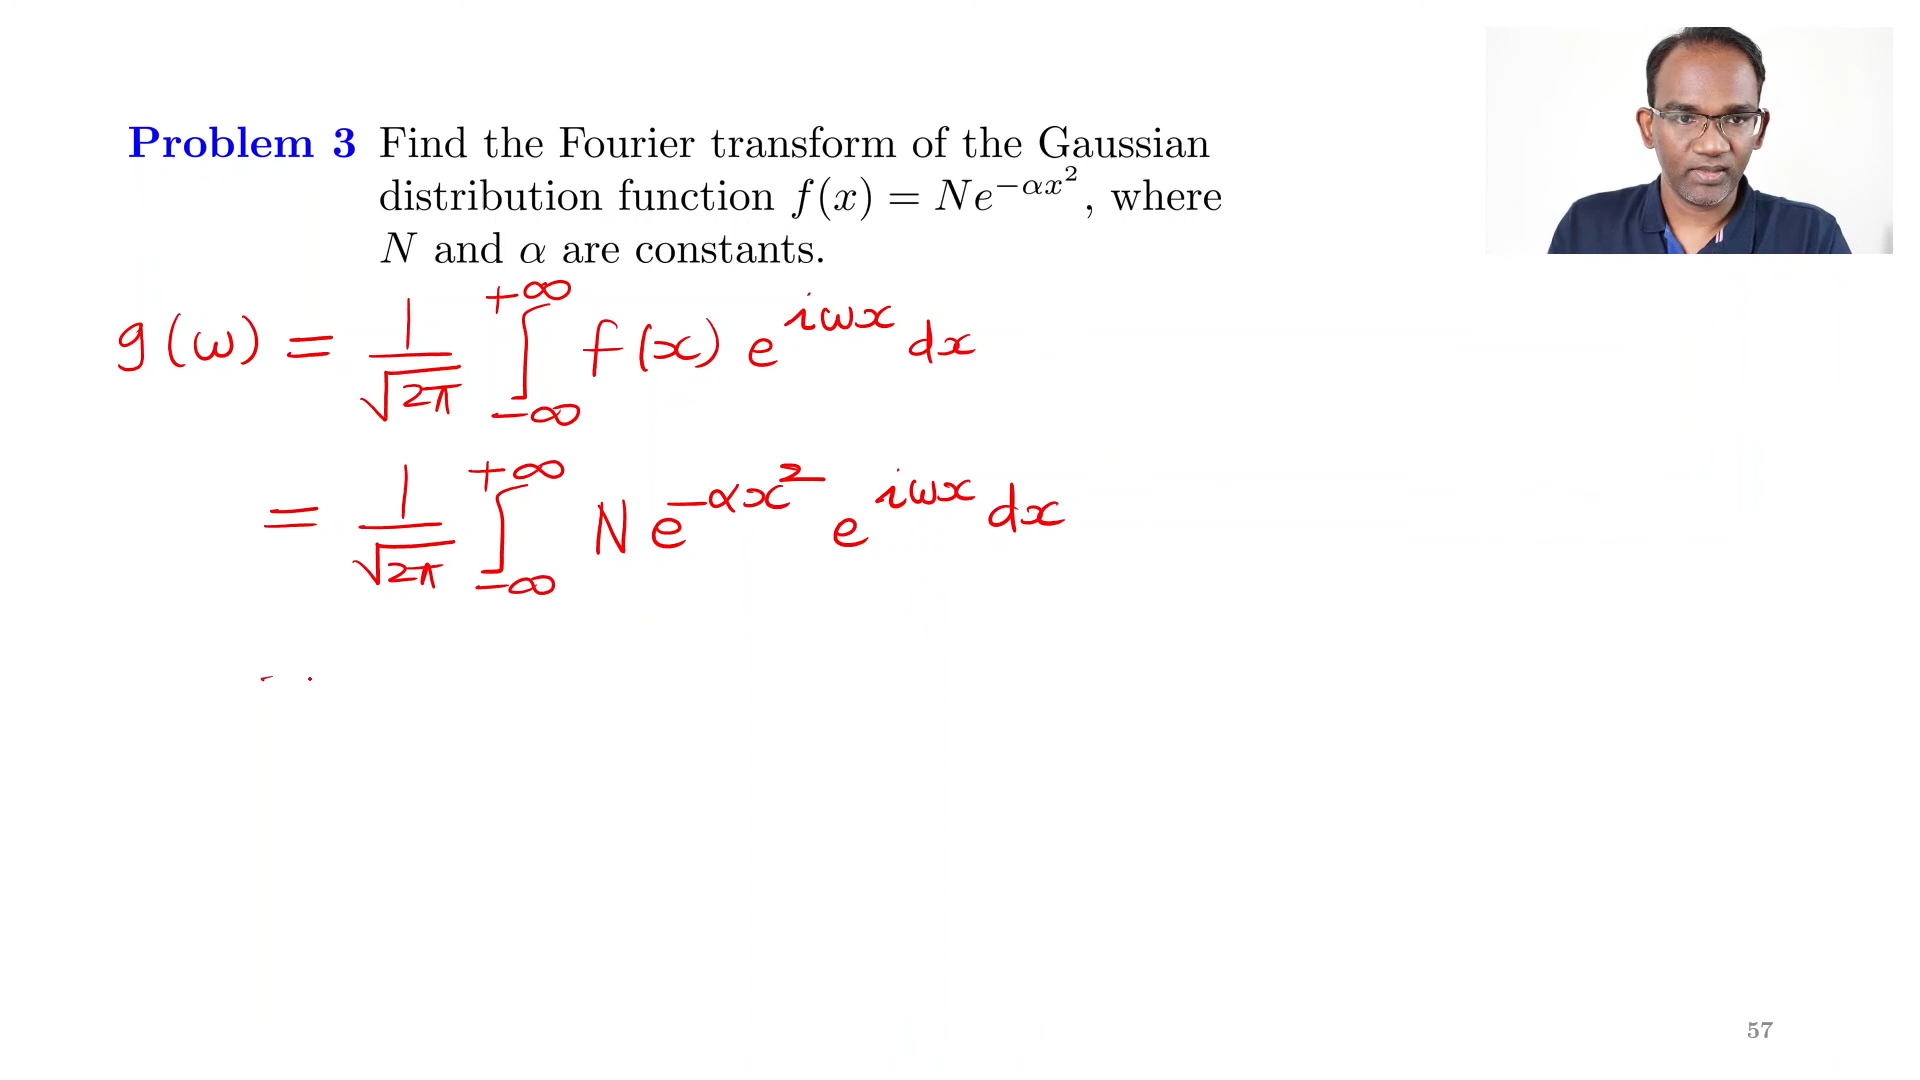 Problem 3 Find the Fourier transform of the Gaussian
distribution function f(x) = Ne^{-αx^2}, where
N and α are constants.
g(ω) = 1/√2π ∫_{-∞}^{+∞} f(x) e^{iωx} dx
= 1/√2π ∫_{-∞}^{+∞} N e^{-αx^2} e^{iωx} dx
57